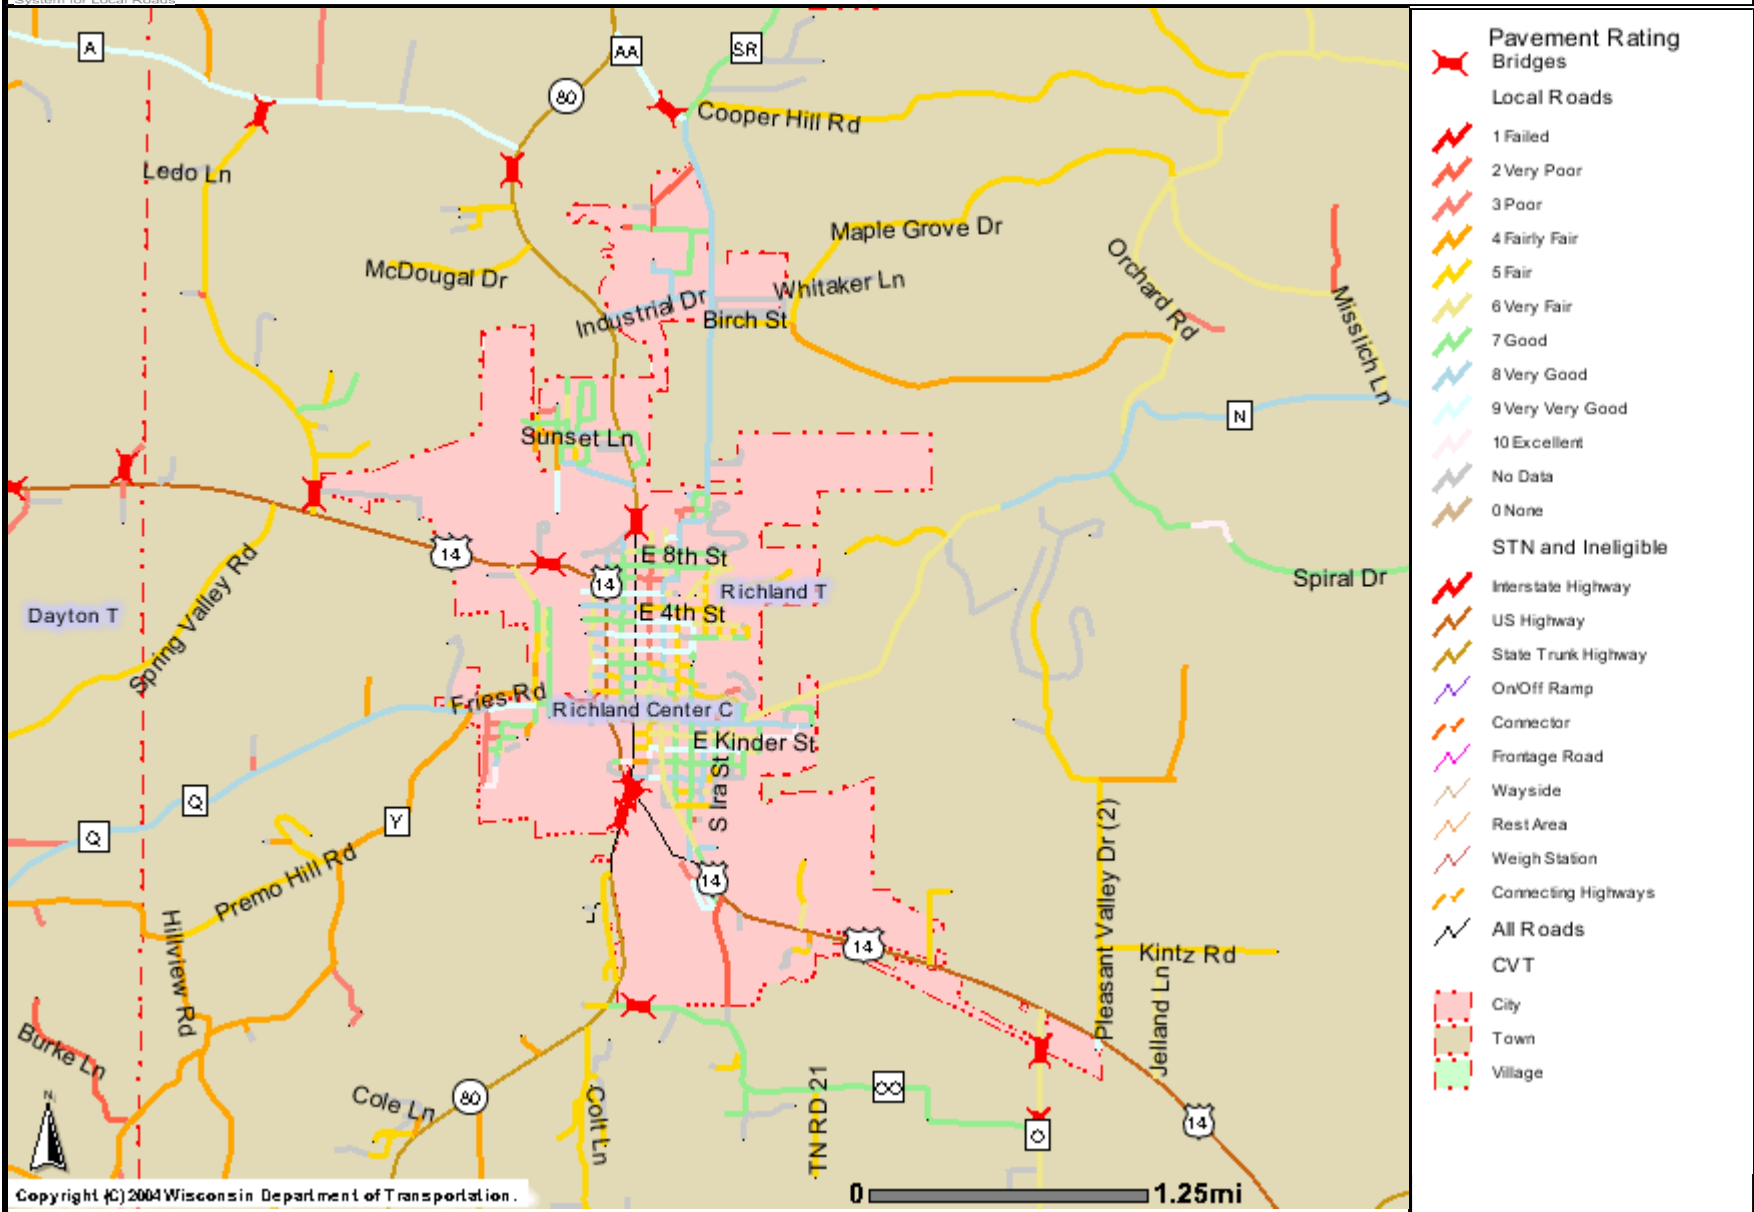 System for Local Roads
A
AA
SR
80
Cooper Hill Rd
Ledo Ln
Maple Grove Dr
McDougal Dr
Orchard Rd
Whitaker Ln
Industrial Dr
Birch St
Misslich Ln
N
Sunset Ln
14
E 8th St
14
Richland T
Spiral Dr
Dayton T
E 4th St
Spring Valley Rd
Fries Rd
Richland Center C
E Kinder St
S Ira St
Q
Y
Q
Pleasant Valley Dr (2)
Premo Hill Rd
14
Hillview Rd
14
Kintz Rd
Jelland Ln
Burke Ln
N
Cole Ln
80
Colt Ln
TN RD 21
OO
O
14
Copyright (C) 2004 Wisconsin Department of Transportation.
0 1.25mi
Pavement Rating
Bridges
Local Roads
1 Failed
2 Very Poor
3 Poor
4 Fairly Fair
5 Fair
6 Very Fair
7 Good
8 Very Good
9 Very Very Good
10 Excellent
No Data
0 None
STN and Ineligible
Interstate Highway
US Highway
State Trunk Highway
On/Off Ramp
Connector
Frontage Road
Wayside
Rest Area
Weigh Station
Connecting Highways
All Roads
CVT
City
Town
Village